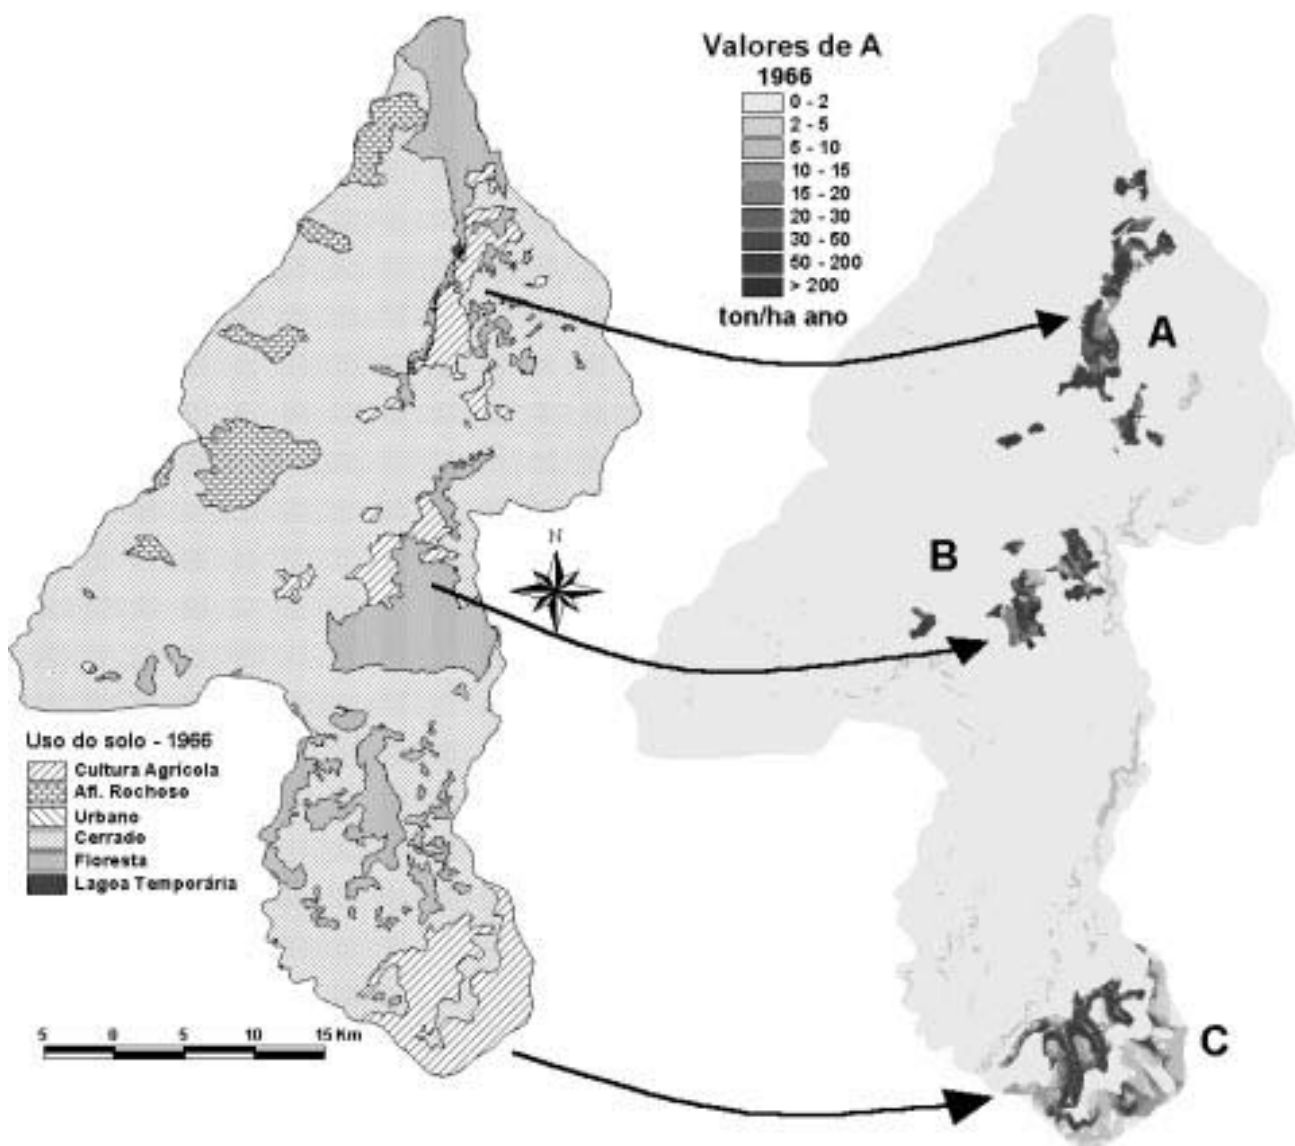 Valores de A
1966
0 - 2
2 - 5
5 - 10
10 - 15
15 - 20
20 - 30
30 - 50
50 - 200
> 200
ton/ha ano
A
N
B
Uso do solo - 1966
Cultura Agrícola
Afl. Rochoso
Urbano
Cerrado
Floresta
Lagoa Temporária
5 0 5 10 15 Km
C